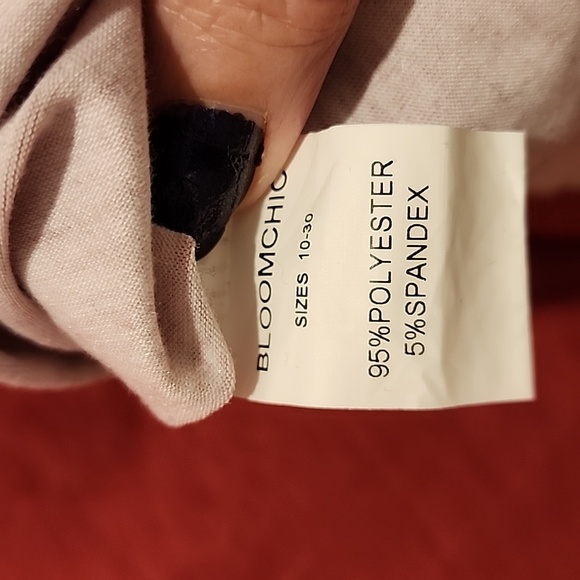 BLOOMCHIC
SIZES 10-30
95%POLYESTER
5%SPANDEX